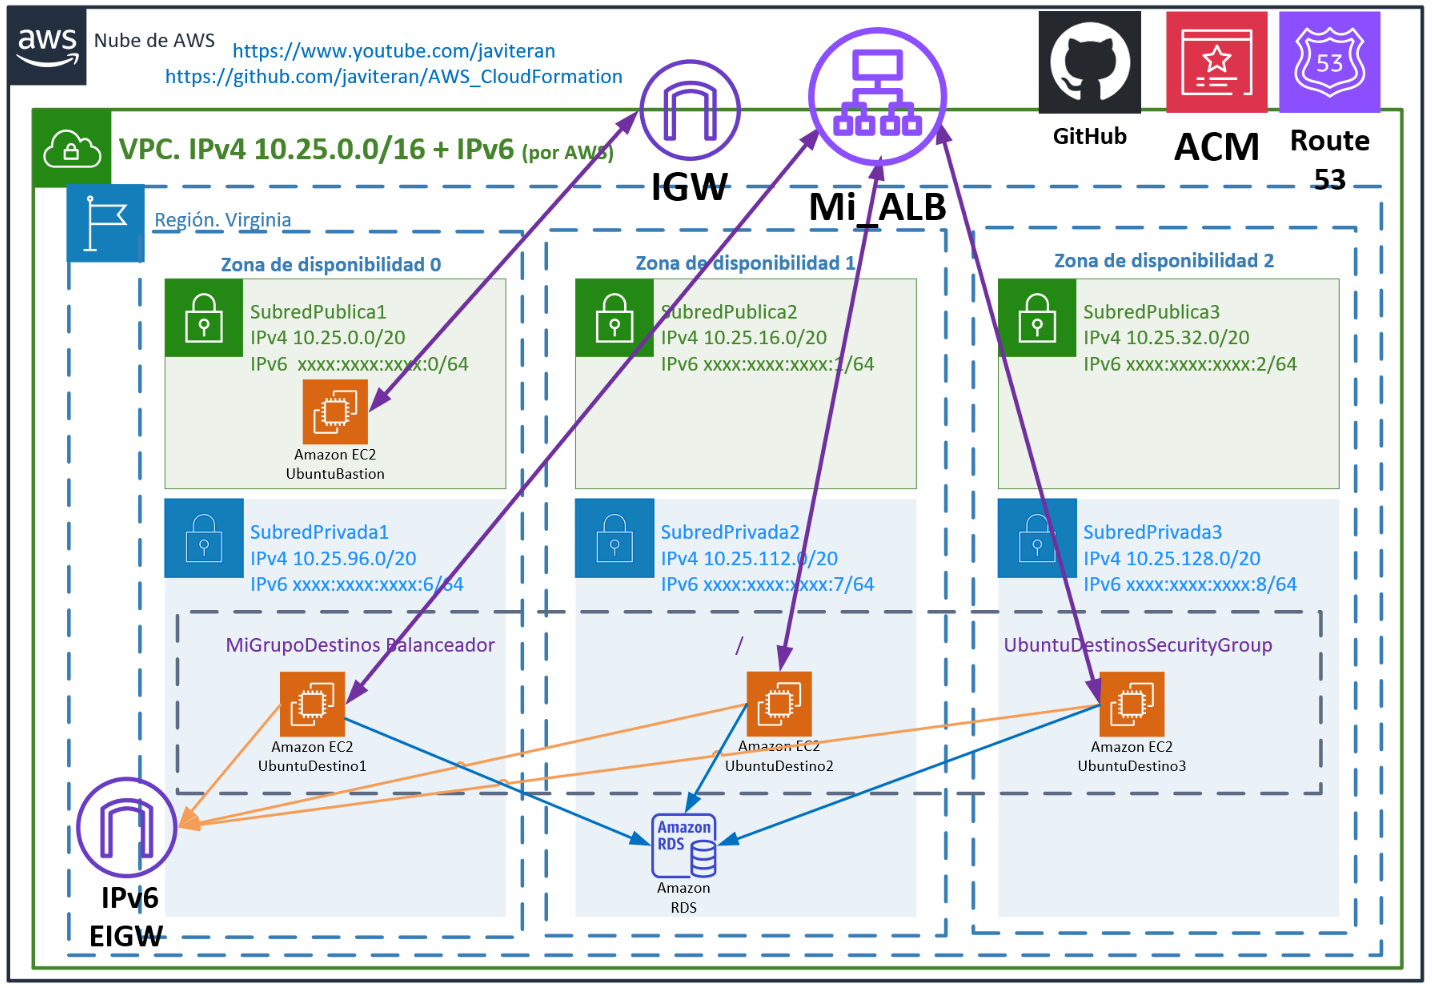 aws
Nube de AWS
https://www.youtube.com/javiteran
https://github.com/javiteran/AWS_CloudFormation
GitHub
ACM
53
Route
53
VPC. IPv4 10.25.0.0/16 + IPv6 (por AWS)
IGW
Mi_ALB
Región. Virginia
Zona de disponibilidad 0
Zona de disponibilidad 1
Zona de disponibilidad 2
SubredPublica1
IPv4 10.25.0.0/20
IPv6 xxxx:xxxx:xxxx:0/64
Amazon EC2
UbuntuBastion
SubredPublica2
IPv4 10.25.16.0/20
IPv6 xxxx:xxxx:xxxx:1/64
SubredPublica3
IPv4 10.25.32.0/20
IPv6 xxxx:xxxx:xxxx:2/64
SubredPrivada1
IPv4 10.25.96.0/20
IPv6 xxxx:xxxx:xxxx:6/64
SubredPrivada2
IPv4 10.25.112.0/20
IPv6 xxxx:xxxx:xxxx:7/64
SubredPrivada3
IPv4 10.25.128.0/20
IPv6 xxxx:xxxx:xxxx:8/64
MiGrupoDestinos Balanceador / UbuntuDestinosSecurityGroup
Amazon EC2
UbuntuDestino1
Amazon EC2
UbuntuDestino2
Amazon EC2
UbuntuDestino3
Amazon
RDS
Amazon
RDS
IPv6
EIGW